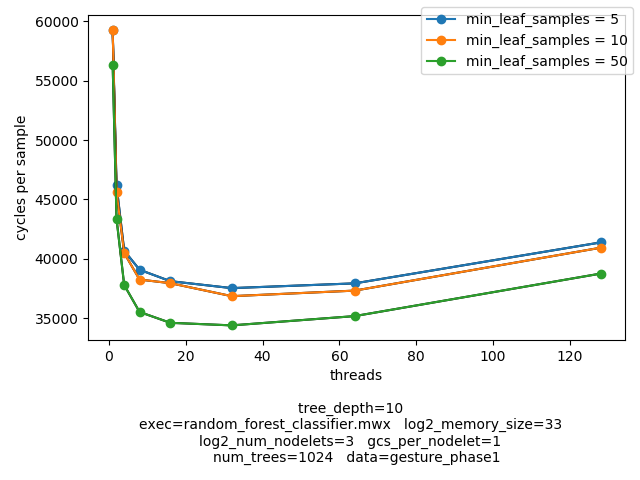 min_leaf_samples = 5
min_leaf_samples = 10
min_leaf_samples = 50
cycles per sample
60000
55000
50000
45000
40000
35000
0 20 40 60 80 100 120
threads
tree_depth=10
exec=random_forest_classifier.mwx log2_memory_size=33
log2_num_nodelets=3 gcs_per_nodelet=1
num_trees=1024 data=gesture_phase1